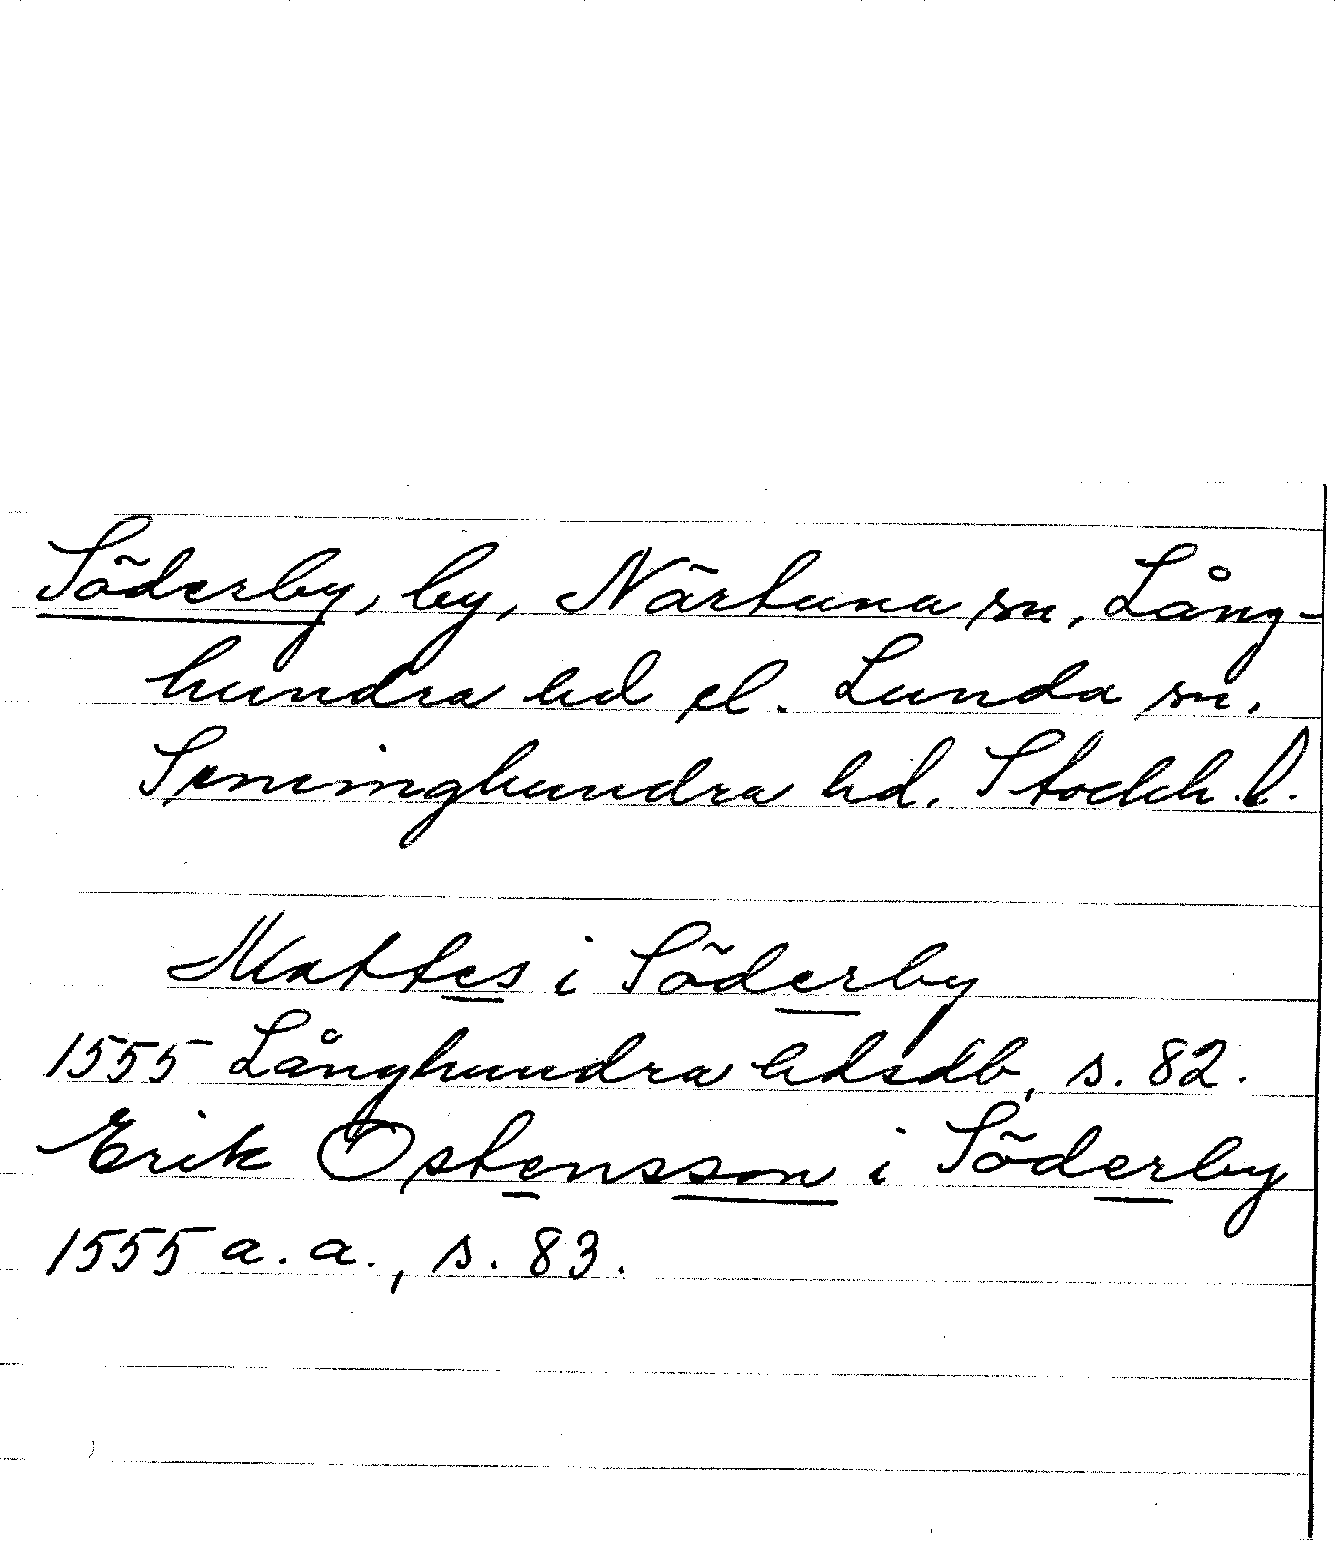 Söderby, by, Närtuna sn, Lång-
hundra hd el. Lunda sn.
Seminghundra hd. Stockh. l.
Mattes i Söderby
1555 Långhundra hdsdb, s. 82.
Erik Östensson i Söderby
1555 a. a., s. 83.